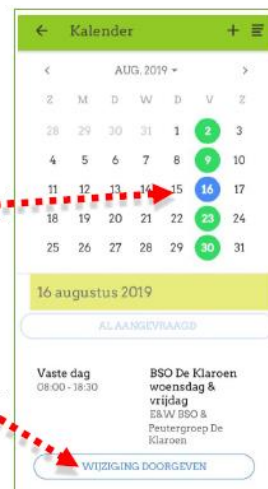 Kalender
AUG. 2019
Z M D W D V Z
28 29 30 31 1 2 3
4 5 6 7 8 9 10
11 12 13 14 15 16 17
18 19 20 21 22 23 24
25 26 27 28 29 30 31
16 augustus 2019
AL AANGEVRAAGD
Vaste dag
08:00 - 18:30
BSO De Klaroen
woensdag &
vrijdag
E&W BSO &
Peutergroep De
Klaroen
WIJZIGING DOORGEVEN